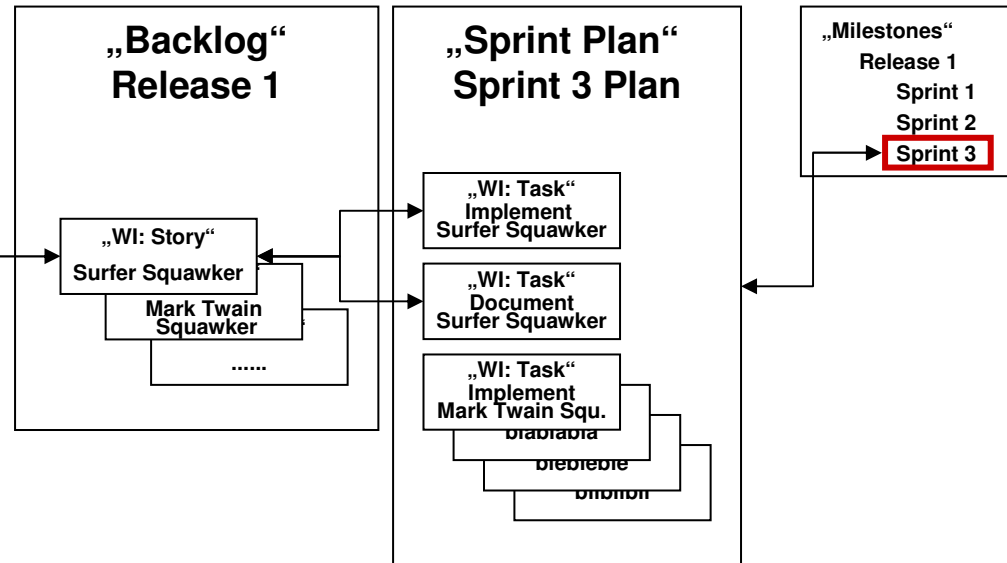 „Backlog“
Release 1
„WI: Story“
Surfer Squawker
Mark Twain
Squawker
......
„Sprint Plan“
Sprint 3 Plan
„WI: Task“
Implement
Surfer Squawker
„WI: Task“
Document
Surfer Squawker
„WI: Task“
Implement
Mark Twain Squ.
blablabla
blebleble
bliblibli
„Milestones“
Release 1
Sprint 1
Sprint 2
Sprint 3